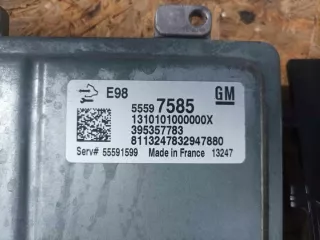 E98 GM
5559 7585
1310101000000X
395357783
8113247832947880
Serv# 55591599 Made in France 13247